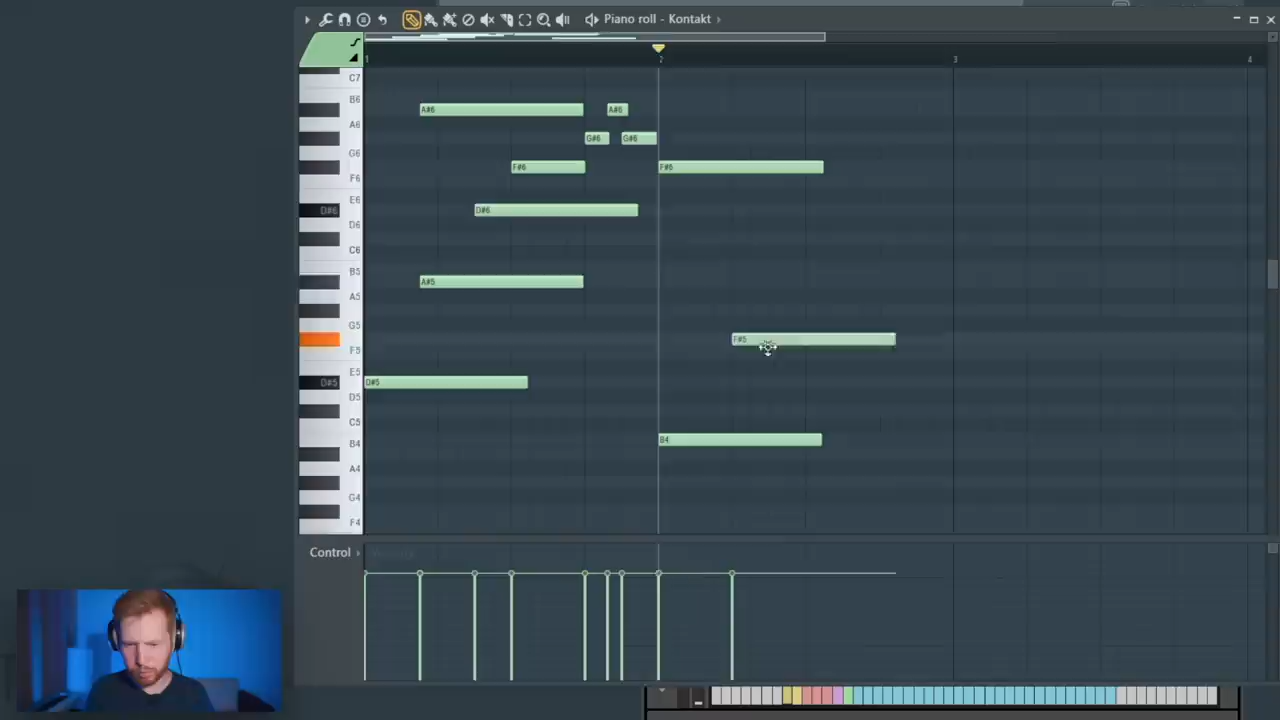 Piano roll - Kontakt
1 2 3 4
C7
B6 A#6 A#6
A6
G#6 G#6
G6
F#6 F#6
F6
E6
D#6 D#6
D6
C6
B5
A#5
A5
G5
F#5
F5
E5
D#5 D#5
D5
C5
B4 B4
A4
G4
F4
Control